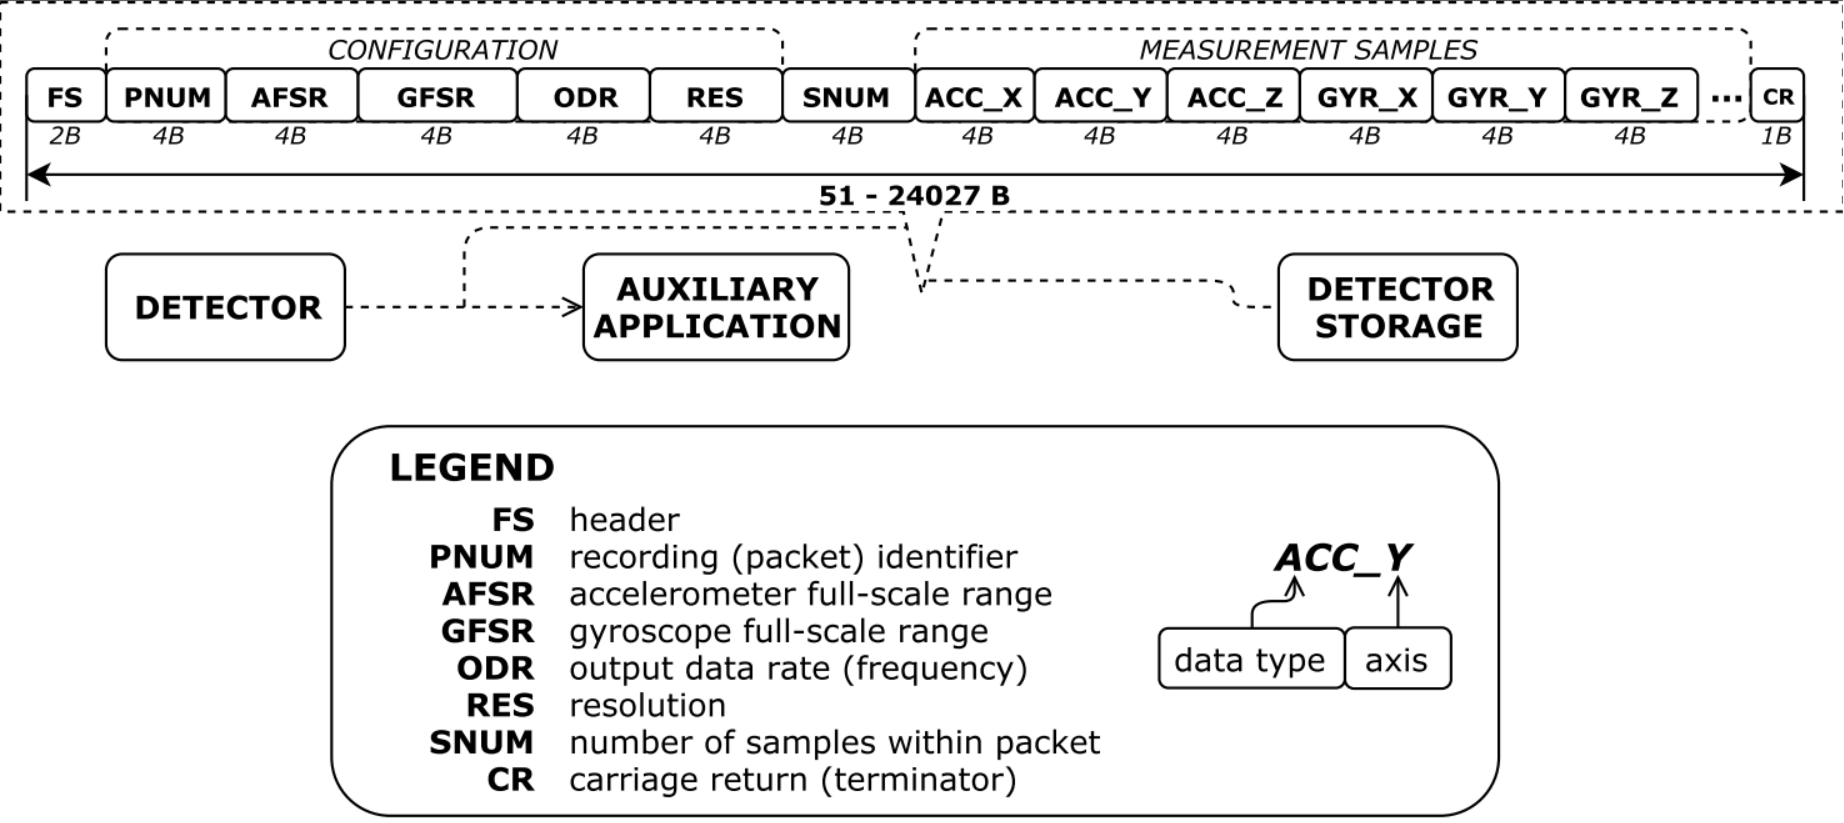 CONFIGURATION MEASUREMENT SAMPLES
FS PNUM AFSR GFSR ODR RES SNUM ACC_X ACC_Y ACC_Z GYR_X GYR_Y GYR_Z ... CR
2B 4B 4B 4B 4B 4B 4B 4B 4B 4B 4B 4B 4B 1B
51 - 24027 B
DETECTOR
AUXILIARY
APPLICATION
DETECTOR
STORAGE
LEGEND
FS header
PNUM recording (packet) identifier
AFSR accelerometer full-scale range
GFSR gyroscope full-scale range
ODR output data rate (frequency)
RES resolution
SNUM number of samples within packet
CR carriage return (terminator)
ACC_Y
data type axis